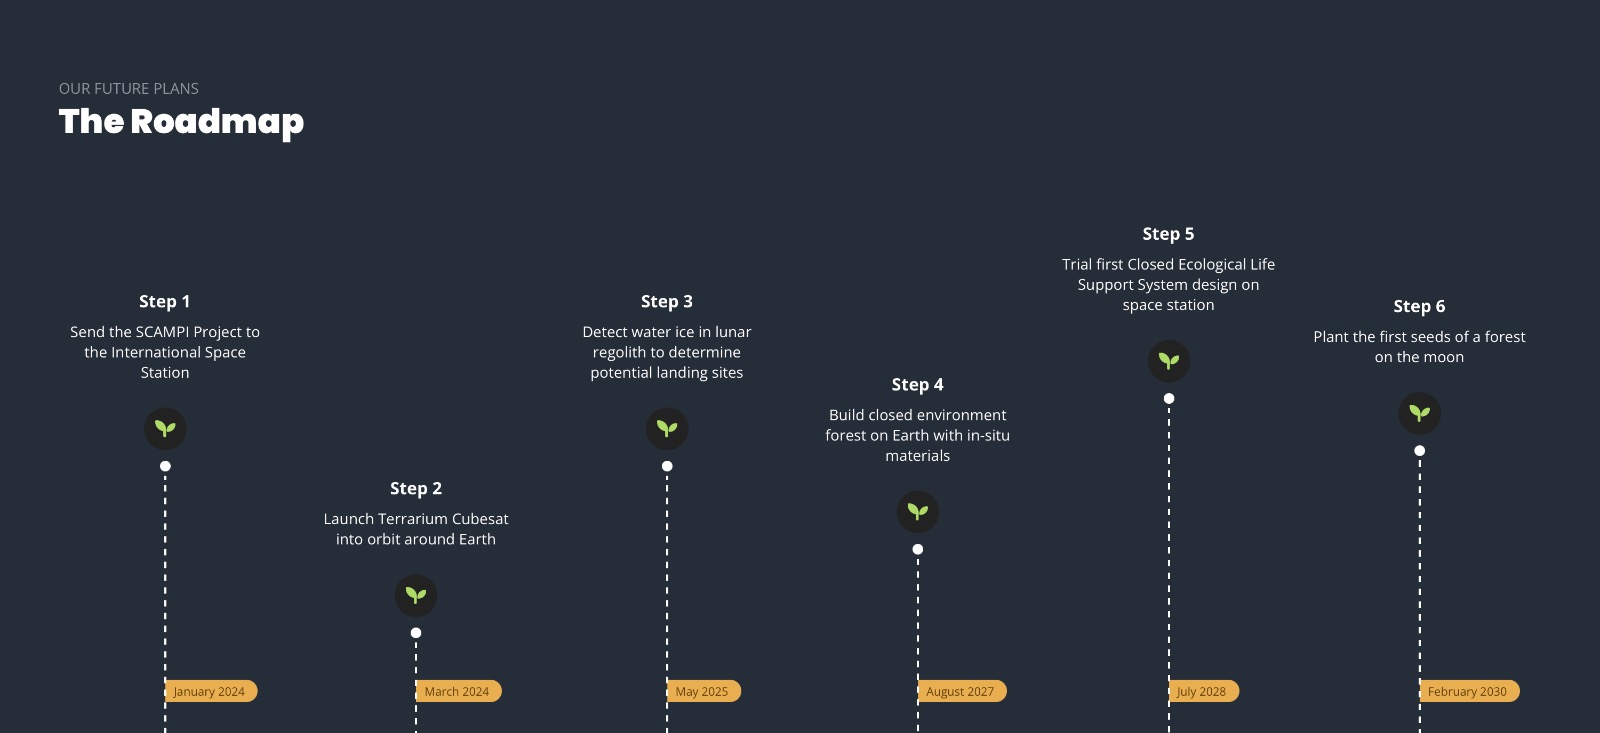 OUR FUTURE PLANS
The Roadmap
Step 1
Send the SCAMPI Project to
the International Space
Station
January 2024
Step 2
Launch Terrarium Cubesat
into orbit around Earth
March 2024
Step 3
Detect water ice in lunar
regolith to determine
potential landing sites
May 2025
Step 4
Build closed environment
forest on Earth with in-situ
materials
August 2027
Step 5
Trial first Closed Ecological Life
Support System design on
space station
July 2028
Step 6
Plant the first seeds of a forest
on the moon
February 2030